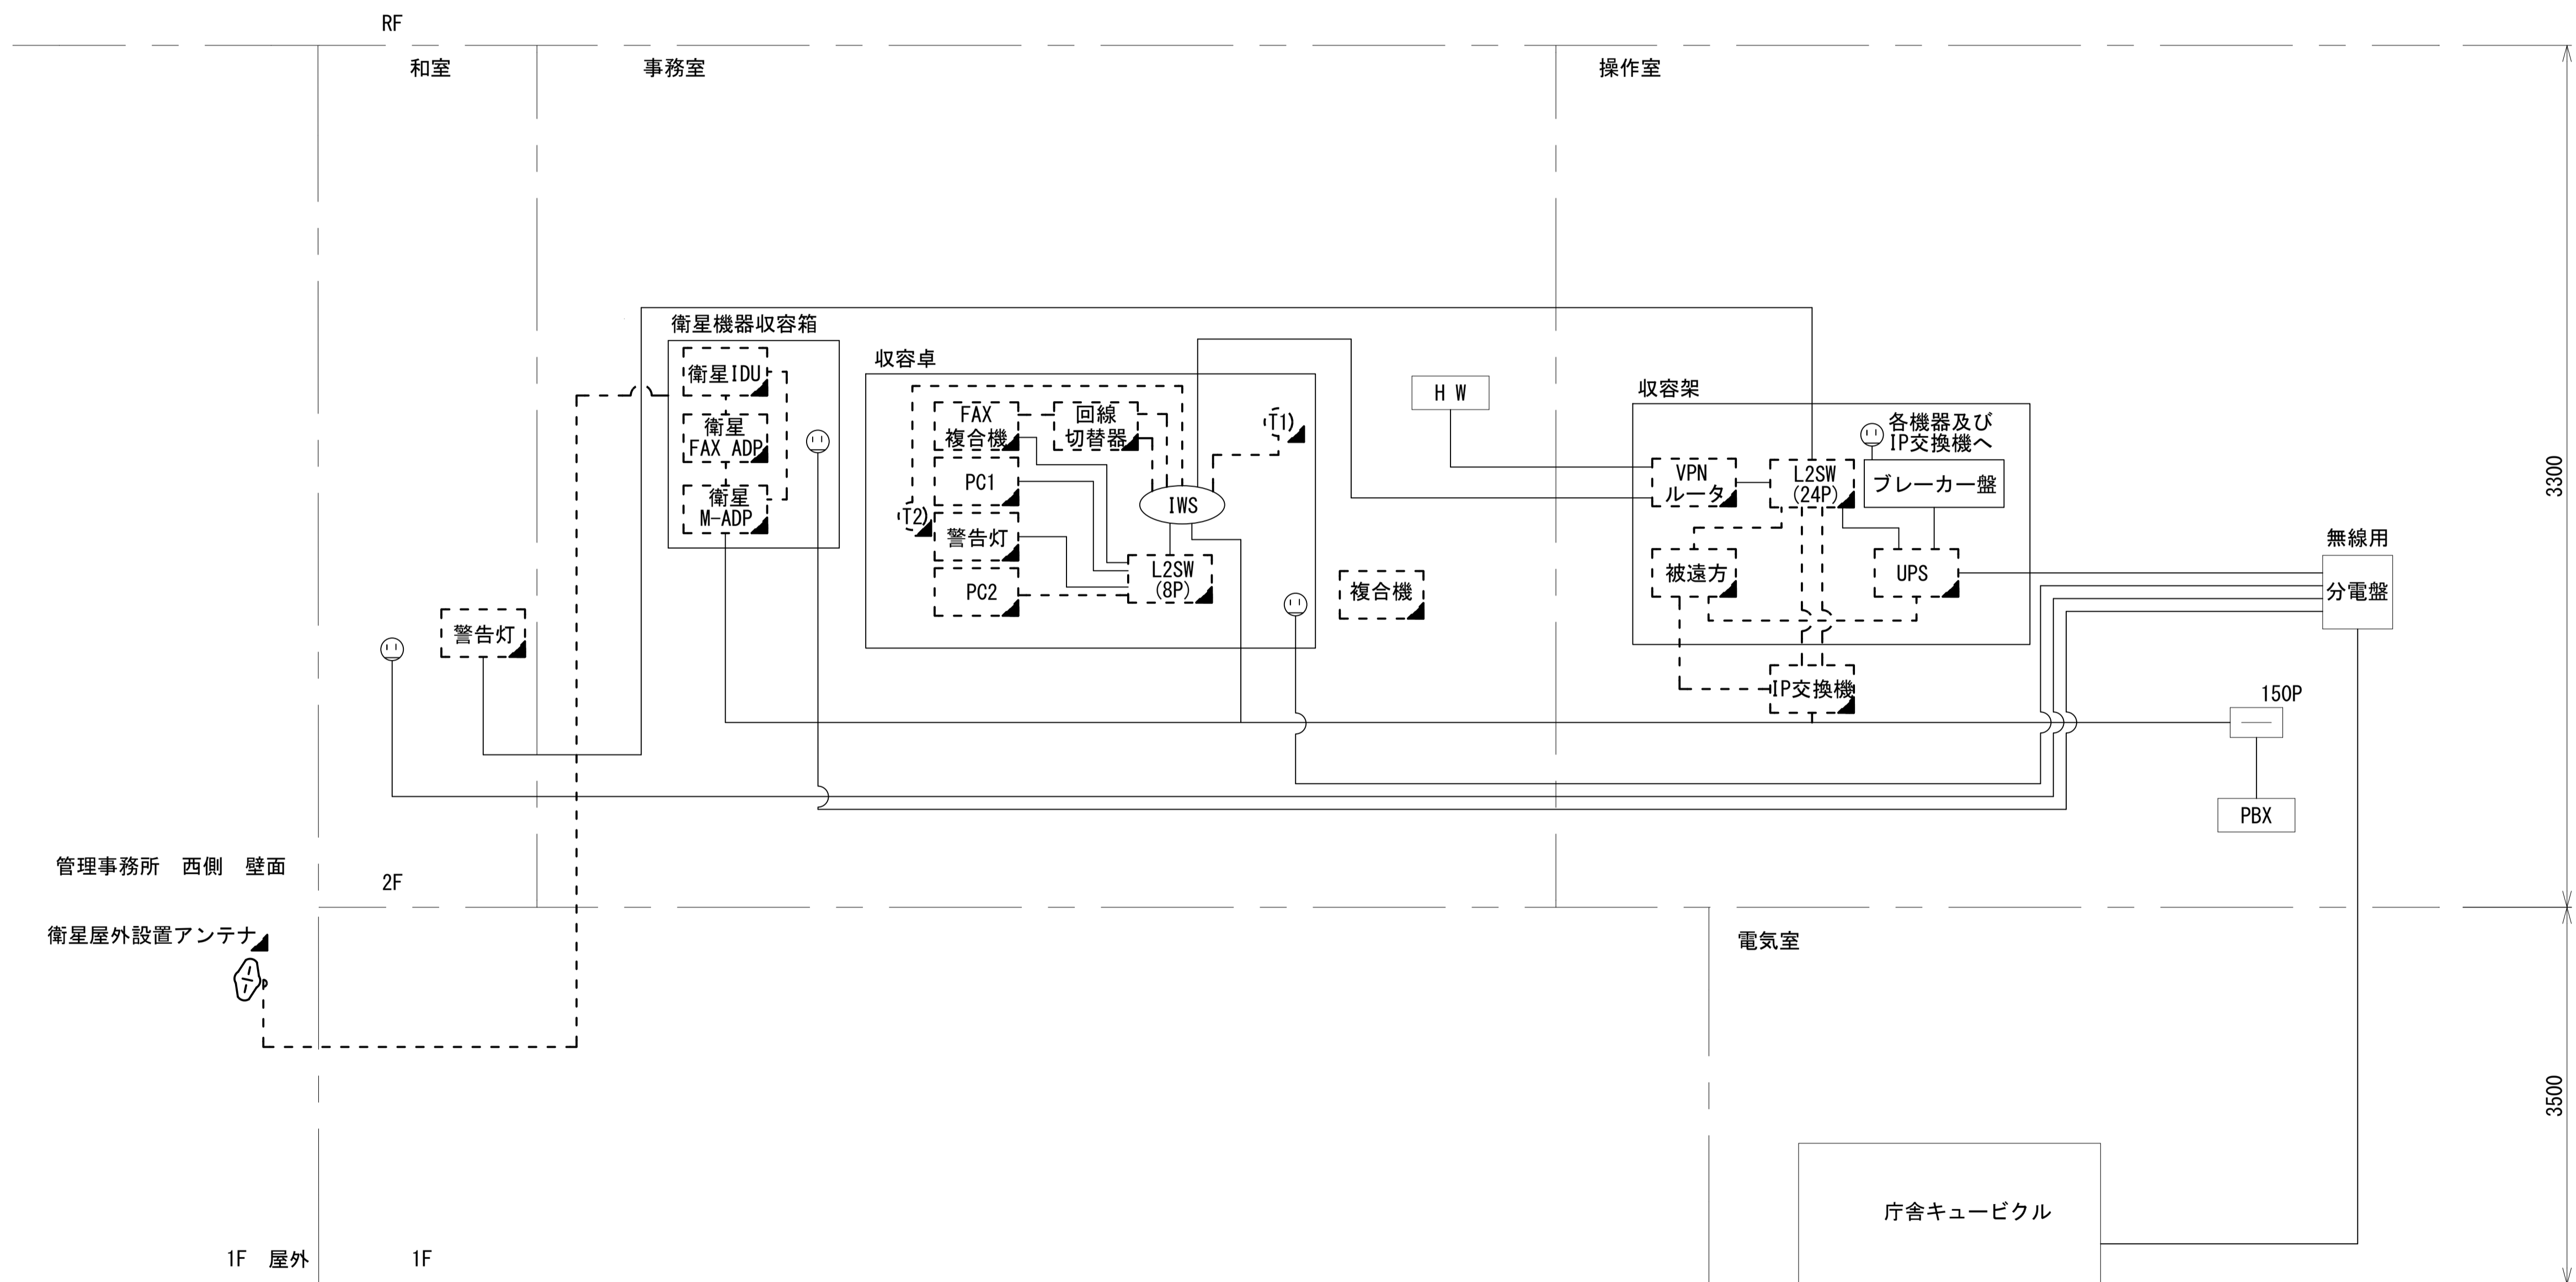 RF
和室
事務室
操作室
衛星機器収容箱
衛星IDU
衛星
FAX ADP
衛星
M-ADP
収容卓
FAX
複合機
回線
切替器
T1
PC1
IWS
T2
警告灯
L2SW
(8P)
PC2
複合機
H W
収容架
各機器及び
IP交換機へ
VPN
ルータ
L2SW
(24P)
ブレーカー盤
被遠方
UPS
IP交換機
警告灯
無線用
分電盤
150P
PBX
3300
管理事務所 西側 壁面
2F
衛星屋外設置アンテナ
電気室
3500
庁舎キュービクル
1F 屋外
1F